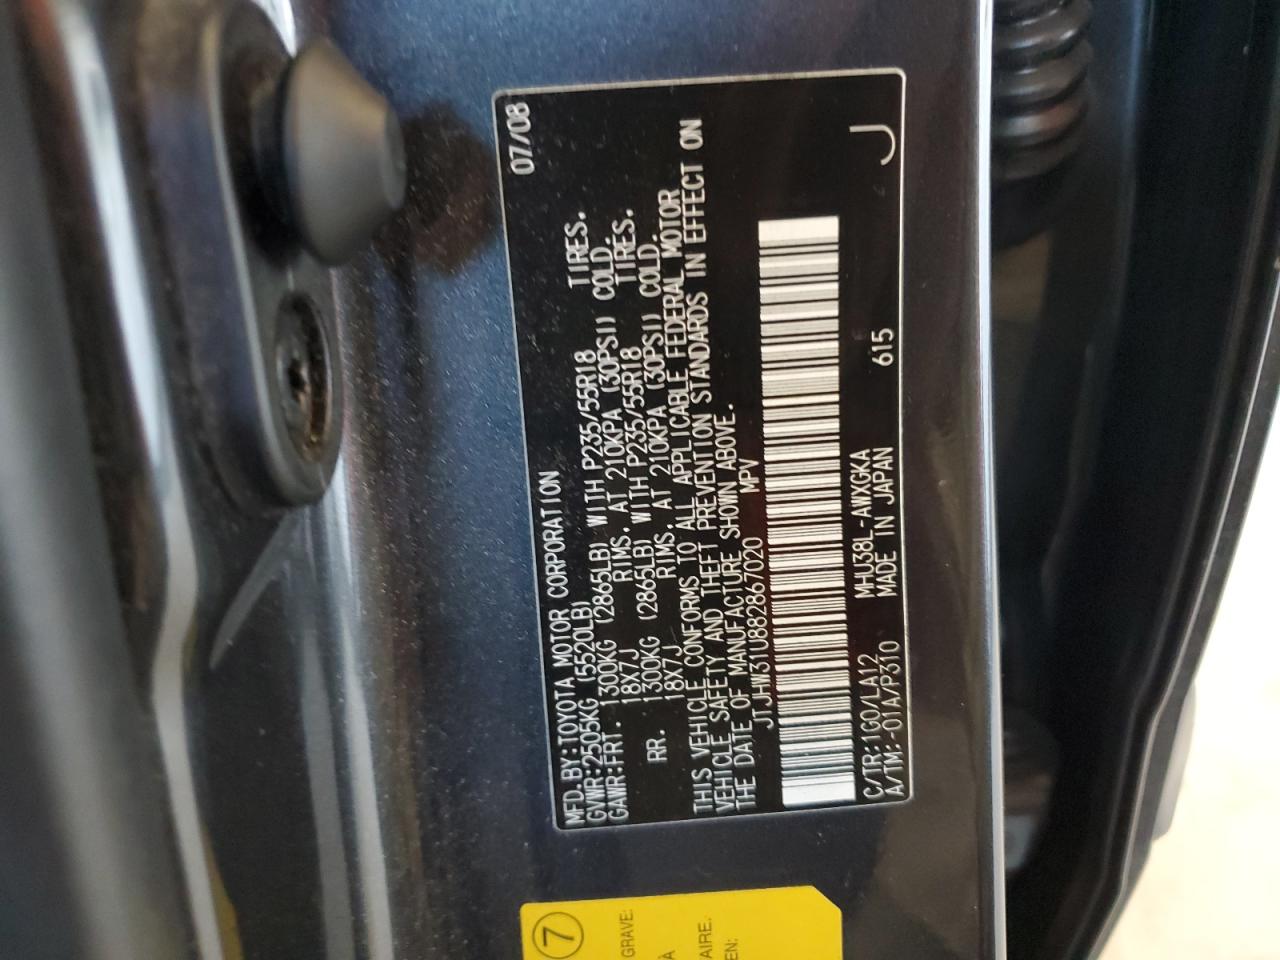 MFD.BY:TOYOTA MOTOR CORPORATION 07/08
GVWR:2505KG (5520LB)
GAWR:FRT. 1300KG (2865LB) WITH P235/55R18 TIRES.
18X7J RIMS. AT 210KPA (30PSI) COLD.
RR. 1300KG (2865LB) WITH P235/55R18 TIRES.
18X7J RIMS. AT 210KPA (30PSI) COLD.
THIS VEHICLE CONFORMS TO ALL APPLICABLE FEDERAL MOTOR
VEHICLE SAFETY AND THEFT PREVENTION STANDARDS IN EFFECT ON
THE DATE OF MANUFACTURE SHOWN ABOVE.
JTJHW31U882867020 MPV
C/TR:1G0/LA12 MHU38L-AWXGKA
A/TM:-01A/P310 MADE IN JAPAN 615 J
7
GRAVE:
À
AIRE.
EN: